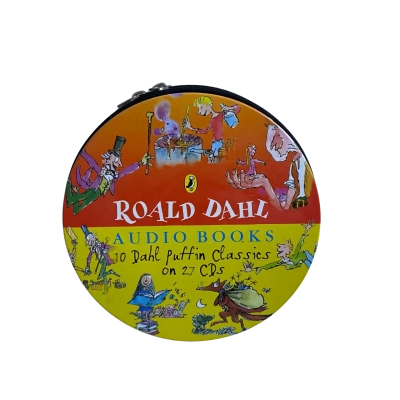 ROALD DAHL
AUDIO BOOKS
10 Dahl Puffin Classics
on 27 CDs